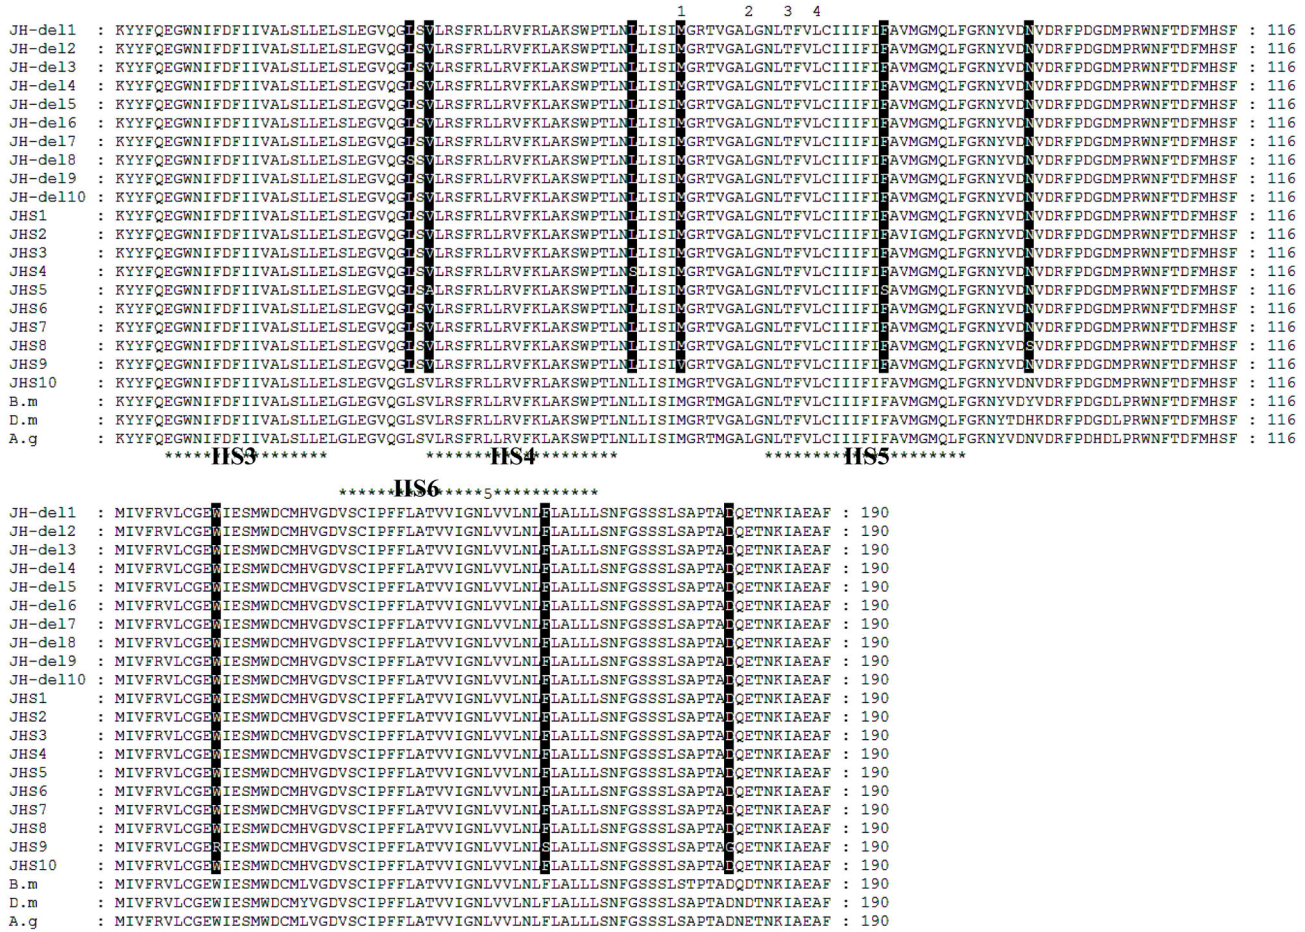 1 2 3 4
JH-del1 : KYYFQEGWNIFDFIIVALSLLELSLEGVQGLSVLRSFRLLRVFRLAKSWPTLNLLISIMGRTVGALGNLTFVLCIIIFIFAVMGMQLFGKNYVDNVDRFPDGDMPRWNFTDFMHSF : 116
JH-del2 : KYYFQEGWNIFDFIIVALSLLELSLEGVQGLSVLRSFRLLRVFKLAKSWPTLNLLISIMGRTVGALGNLTFVLCIIIFIFAVMGMQLFGKNYVDNVDRFPDGDMPRWNFTDFMHSF : 116
JH-del3 : KYYFQEGWNIFDFIIVALSLLELSLEGVQGLSVLRSFRLLRVFKLAKSWPTLNLLISIMGRTVGALGNLTFVLCIIIFIFAVMGMQLFGKNYVDNVDRFPDGDMPRWNFTDFMHSF : 116
JH-del4 : KYYFQEGWNIFDFIIVALSLLELSLEGVQGLSVLRSFRLLRVFKLAKSWPTLNLLISIMGRTVGALGNLTFVLCIIIFIFAVMGMQLFGKNYVDNVDRFPDGDMPRWNFTDFMHSF : 116
JH-del5 : KYYFQEGWNIFDFIIVALSLLELSLEGVQGLSVLRSFRLLRVFKLAKSWPTLNLLISIMGRTVGALGNLTFVLCIIIFIFAVMGMQLFGKNYVDNVDRFPDGDMPRWNFTDFMHSF : 116
JH-del6 : KYYFQEGWNIFDFIIVALSLLELSLEGVQGLSVLRSFRLLRVFKLAKSWPTLNLLISIMGRTVGALGNLTFVLCIIIFIFAVMGMQLFGKNYVDNVDRFPDGDMPRWNFTDFMHSF : 116
JH-del7 : KYYFQEGWNIFDFIIVALSLLELSLEGVQGLSVLRSFRLLRVFKLAKSWPTLNLLISIMGRTVGALGNLTFVLCIIIFIFAVMGMQLFGKNYVDNVDRFPDGDMPRWNFTDFMHSF : 116
JH-del8 : KYYFQEGWNIFDFIIVALSLLELSLEGVQGSSVLRSFRLLRVFKLAKSWPTLNLLISIMGRTVGALGNLTFVLCIIIFIFAVMGMQLFGKNYVDNVDRFPDGDMPRWNFTDFMHSF : 116
JH-del9 : KYYFQEGWNIFDFIIVALSLLELSLEGVQGLSVLRSFRLLRVFKLAKSWPTLNLLISIMGRTVGALGNLTFVLCIIIFIFAVMGMQLFGKNYVDNVDRFPDGDMPRWNFTDFMHSF : 116
JH-del10 : KYYFQEGWNIFDFIIVALSLLELSLEGVQGLSVLRSFRLLRVFKLAKSWPTLNLLISIMGRTVGALGNLTFVLCIIIFIFAVMGMQLFGKNYVDNVDRFPDGDMPRWNFTDFMHSF : 116
JHS1 : KYYFQEGWNIFDFIIVALSLLELSLEGVQGLSVLRSFRLLRVFKLAKSWPTLNLLISIMGRTVGALGNLTFVLCIIIFIFAVMGMQLFGKNYVDNVDRFPDGDMPRWNFTDFMHSF : 116
JHS2 : KYYFQEGWNIFDFIIVALSLLELSLEGVQGLSVLRSFRLLRVFKLAKSWPTLNLLISIMGRTVGALGNLTFVLCIIIFIFAVIGMQLFGKNYVDNVDRFPDGDMPRWNFTDFMHSF : 116
JHS3 : KYYFQEGWNIFDFIIVALSLLELSLEGVQGLSVLRSFRLLRVFKLAKSWPTLNLLISIMGRTVGALGNLTFVLCIIIFIFAVMGMQLFGKNYVDNVDRFPDGDMPRWNFTDFMHSF : 116
JHS4 : KYYFQEGWNIFDFIIVALSLLELSLEGVQGLSVLRSFRLLRVFKLAKSWPTLNSLISIMGRTVGALGNLTFVLCIIIFIFAVMGMQLFGKNYVDNVDRFPDGDMPRWNFTDFMHSF : 116
JHS5 : KYYFQEGWNIFDFIIVALSLLELSLEGVQGLSALRSFRLLRVFKLAKSWPTLNLLISIMGRTVGALGNLTFVLCIIIFISAVMGMQLFGKNYVDNVDRFPDGDMPRWNFTDFMHSF : 116
JHS6 : KYYFQEGWNIFDFIIVALSLLELSLEGVQGLSVLRSFRLLRVFKLAKSWPTLNLLISIMGRTVGALGNLTFVLCIIIFIFAVMGMQLFGKNYVDNVDRFPDGDMPRWNFTDFMHSF : 116
JHS7 : KYYFQEGWNIFDFIIVALSLLELSLEGVQGLSVLRSFRLLRVFKLAKSWPTLNLLISIMGRTVGALGNLTFVLCIIIFIFAVMGMQLFGKNYVDNVDRFPDGDMPRWNFTDFMHSF : 116
JHS8 : KYYFQEGWNIFDFIIVALSLLELSLEGVQGLSVLRSFRLLRVFKLAKSWPTLNLLISIMGRTVGALGNLTFVLCIIIFIFAVMGMQLFGKNYVDSVDRFPDGDMPRWNFTDFMHSF : 116
JHS9 : KYYFQEGWNIFDFIIVALSLLELSLEGVQGLSVLRSFRLLRVFKLAKSWPTLNLLISIVGRTVGALGNLTFVLCIIIFIFAVMGMQLFGKNYVDNVDRFPDGDMPRWNFTDFMHSF : 116
JHS10 : KYYFQEGWNIFDFIIVALSLLELSLEGVQGLSVLRSFRLLRVFRLAKSWPTLNLLISIMGRTVGALGNLTFVLCIIIFIFAVMGMQLFGKNYVDNVDRFPDGDMPRWNFTDFMHSF : 116
B.m : KYYFQEGWNIFDFIIVALSLLELSLEGVQGLSVLRSFRLLRVFKLAKSWPTLNLLISIMGRTMGALGNLTFVLCIIIFIFAVMGMQLFGKNYVDYVDRFPDGDLPRWNFTDFMHSF : 116
D.m : KYYFQEGWNIFDFIIVALSLLELGLEGVQGLSVLRSFRLLRVFKLAKSWPTLNLLISIMGRTVGALGNLTFVLCIIIFIFAVMGMQLFGKNYTDHKDRFPDGDLPRWNFTDFMHSF : 116
A.g : KYYFQEGWNIFDFIIVALSLLELSLEGVQGLSVLRSFRLLRVFKLAKSWPTLNLLISIMGRTMGALGNLTFVLCIIIFIFAVMGMQLFGKNYVDNVDRFPDHDLPRWNFTDFMHSF : 116
*****IIS3******* *******IIS4******** ********IIS5********
******IIS6******5***********
JH-del1 : MIVFRVLCGEWIESMWDCMHVGDVSCIPFFLATVVIGNLVVLNLFLALLLSNFGSSSLSAPTADQETNKIAEAF : 190
JH-del2 : MIVFRVLCGEWIESMWDCMHVGDVSCIPFFLATVVIGNLVVLNLFLALLLSNFGSSSLSAPTADQETNKIAEAF : 190
JH-del3 : MIVFRVLCGEWIESMWDCMHVGDVSCIPFFLATVVIGNLVVLNLFLALLLSNFGSSSLSAPTADQETNKIAEAF : 190
JH-del4 : MIVFRVLCGEWIESMWDCMHVGDVSCIPFFLATVVIGNLVVLNLFLALLLSNFGSSSLSAPTADQETNKIAEAF : 190
JH-del5 : MIVFRVLCGEWIESMWDCMHVGDVSCIPFFLATVVIGNLVVLNLFLALLLSNFGSSSLSAPTADQETNKIAEAF : 190
JH-del6 : MIVFRVLCGEWIESMWDCMHVGDVSCIPFFLATVVIGNLVVLNLFLALLLSNFGSSSLSAPTADQETNKIAEAF : 190
JH-del7 : MIVFRVLCGEWIESMWDCMHVGDVSCIPFFLATVVIGNLVVLNLFLALLLSNFGSSSLSAPTADQETNKIAEAF : 190
JH-del8 : MIVFRVLCGEWIESMWDCMHVGDVSCIPFFLATVVIGNLVVLNLFLALLLSNFGSSSLSAPTADQETNKIAEAF : 190
JH-del9 : MIVFRVLCGEWIESMWDCMHVGDVSCIPFFLATVVIGNLVVLNLFLALLLSNFGSSSLSAPTADQETNKIAEAF : 190
JH-del10 : MIVFRVLCGEWIESMWDCMHVGDVSCIPFFLATVVIGNLVVLNLFLALLLSNFGSSSLSAPTADQETNKIAEAF : 190
JHS1 : MIVFRVLCGEWIESMWDCMHVGDVSCIPFFLATVVIGNLVVLNLFLALLLSNFGSSSLSAPTADQETNKIAEAF : 190
JHS2 : MIVFRVLCGEWIESMWDCMHVGDVSCIPFFLATVVIGNLVVLNLFLALLLSNFGSSSLSAPTADQETNKIAEAF : 190
JHS3 : MIVFRVLCGEWIESMWDCMHVGDVSCIPFFLATVVIGNLVVLNLFLALLLSNFGSSSLSAPTADQETNKIAEAF : 190
JHS4 : MIVFRVLCGEWIESMWDCMHVGDVSCIPFFLATVVIGNLVVLNLFLALLLSNFGSSSLSAPTADQETNKIAEAF : 190
JHS5 : MIVFRVLCGEWIESMWDCMHVGDVSCIPFFLATVVIGNLVVLNLFLALLLSNFGSSSLSAPTADQETNKIAEAF : 190
JHS6 : MIVFRVLCGEWIESMWDCMHVGDVSCIPFFLATVVIGNLVVLNLFLALLLSNFGSSSLSAPTADQETNKIAEAF : 190
JHS7 : MIVFRVLCGEWIESMWDCMHVGDVSCIPFFLATVVIGNLVVLNLFLALLLSNFGSSSLSAPTADQETNKIAEAF : 190
JHS8 : MIVFRVLCGEWIESMWDCMHVGDVSCIPFFLATVVIGNLVVLNLFLALLLSNFGSSSLSAPTADQETNKIAEAF : 190
JHS9 : MIVFRVLCGERIESMWDCMHVGDVSCIPFFLATVVIGNLVVLNLSLALLLSNFGSSSLSAPTAGQETNKIAEAF : 190
JHS10 : MIVFRVLCGEWIESMWDCMHVGDVSCIPFFLATVVIGNLVVLNLFLALLLSNFGSSSLSAPTADQETNKIAEAF : 190
B.m : MIVFRVLCGEWIESMWDCMLVGDVSCIPFFLATVVIGNLVVLNLFLALLLSNFGSSSLSTPTADQDTNKIAEAF : 190
D.m : MIVFRVLCGEWIESMWDCMYVGDVSCIPFFLATVVIGNLVVLNLFLALLLSNFGSSSLSAPTADNDTNKIAEAF : 190
A.g : MIVFRVLCGEWIESMWDCMLVGDVSCIPFFLATVVIGNLVVLNLFLALLLSNFGSSSLSAPTADNETNKIAEAF : 190